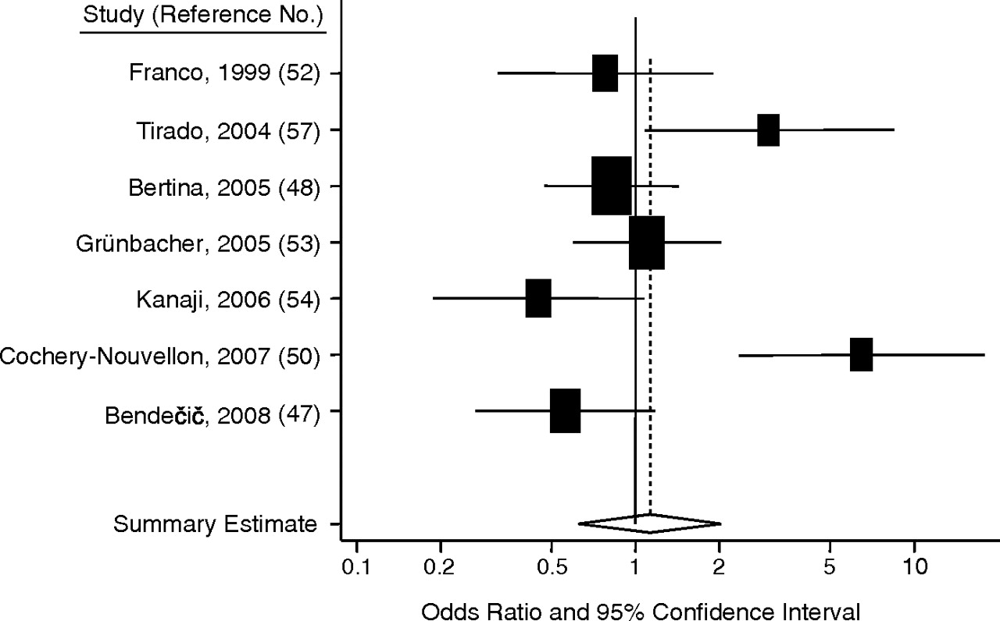 Study (Reference No.)
Franco, 1999 (52)
Tirado, 2004 (57)
Bertina, 2005 (48)
Grünbacher, 2005 (53)
Kanaji, 2006 (54)
Cochery-Nouvellon, 2007 (50)
Bendečič, 2008 (47)
Summary Estimate
0.1 0.2 0.5 1 2 5 10
Odds Ratio and 95% Confidence Interval